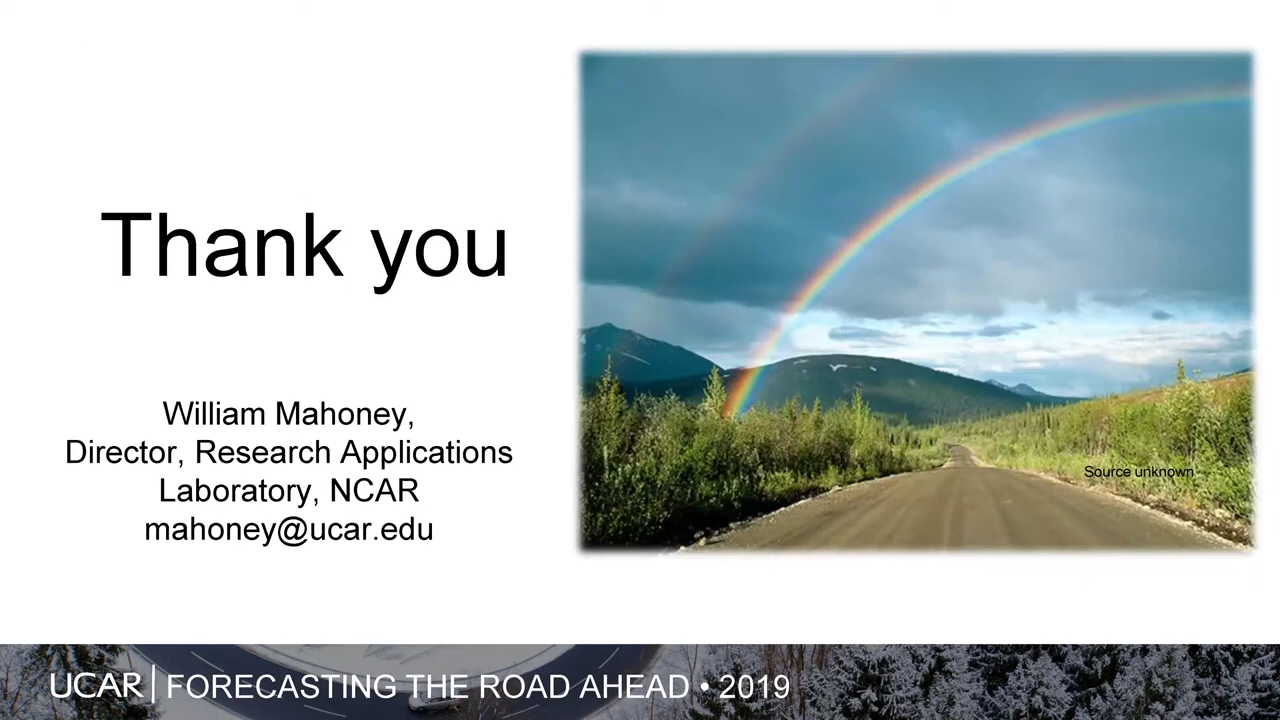 Thank you
William Mahoney,
Director, Research Applications
Laboratory, NCAR
mahoney@ucar.edu
Source unknown
UCAR | FORECASTING THE ROAD AHEAD • 2019